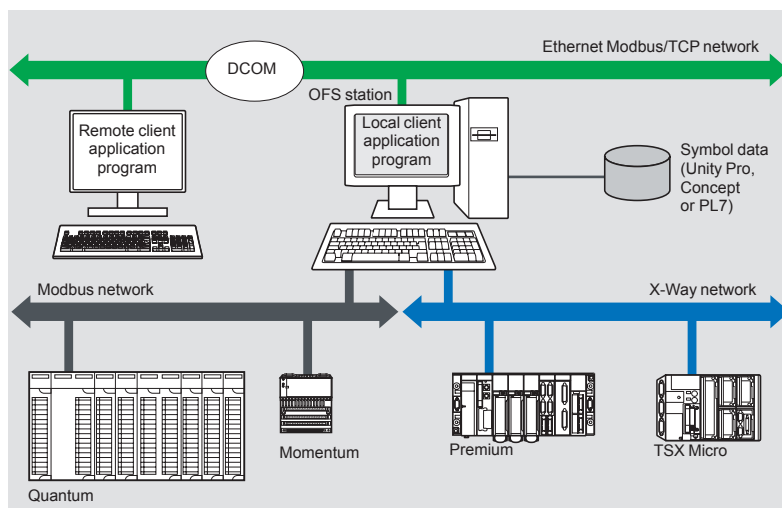 Ethernet Modbus/TCP network
DCOM
OFS station
Remote client
application
program
Local client
application
program
Symbol data
(Unity Pro,
Concept
or PL7)
Modbus network
X-Way network
Quantum
Momentum
Premium
TSX Micro